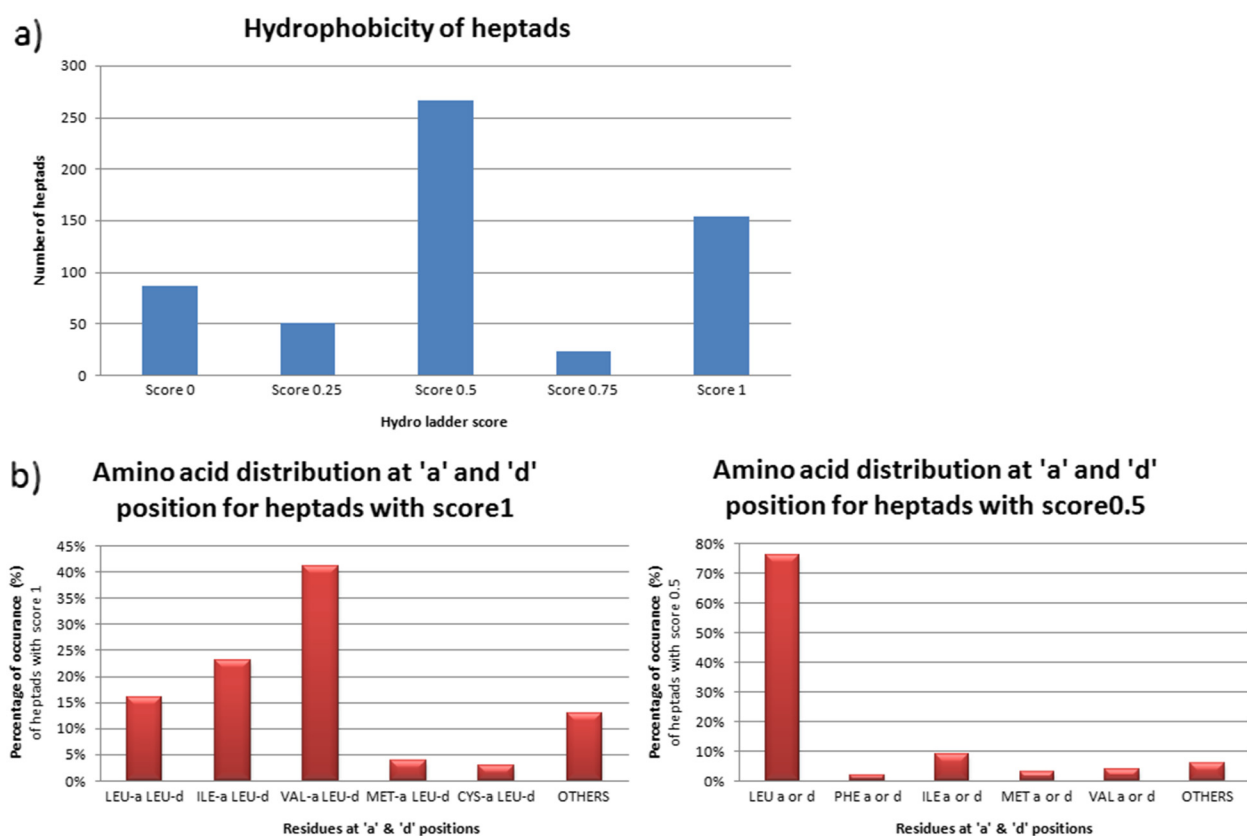 a)
Hydrophobicity of heptads
300
250
200
150
100
50
0
Number of heptads
Score 0 Score 0.25 Score 0.5 Score 0.75 Score 1
Hydro ladder score
b)
Amino acid distribution at 'a' and 'd'
position for heptads with score1
45%
40%
35%
30%
25%
20%
15%
10%
5%
0%
Percentage of occurance (%)
of heptads with score 1
LEU-a LEU-d ILE-a LEU-d VAL-a LEU-d MET-a LEU-d CYS-a LEU-d OTHERS
Residues at 'a' & 'd' positions
Amino acid distribution at 'a' and 'd'
position for heptads with score0.5
80%
70%
60%
50%
40%
30%
20%
10%
0%
Percentage of occurance (%)
of heptads with score 0.5
LEU a or d PHE a or d ILE a or d MET a or d VAL a or d OTHERS
Residues at 'a' & 'd' positions